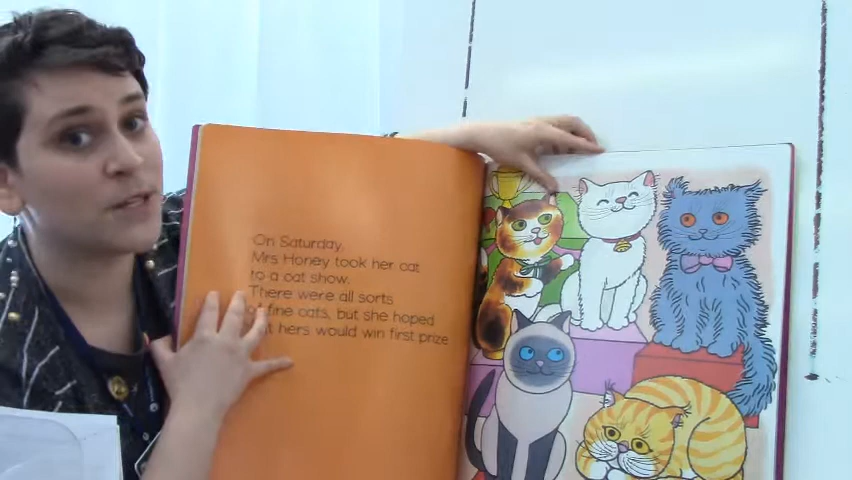 On Saturday,
Mrs Honey took her cat
to a cat show.
There were all sorts
of fine cats, but she hoped
hers would win first prize